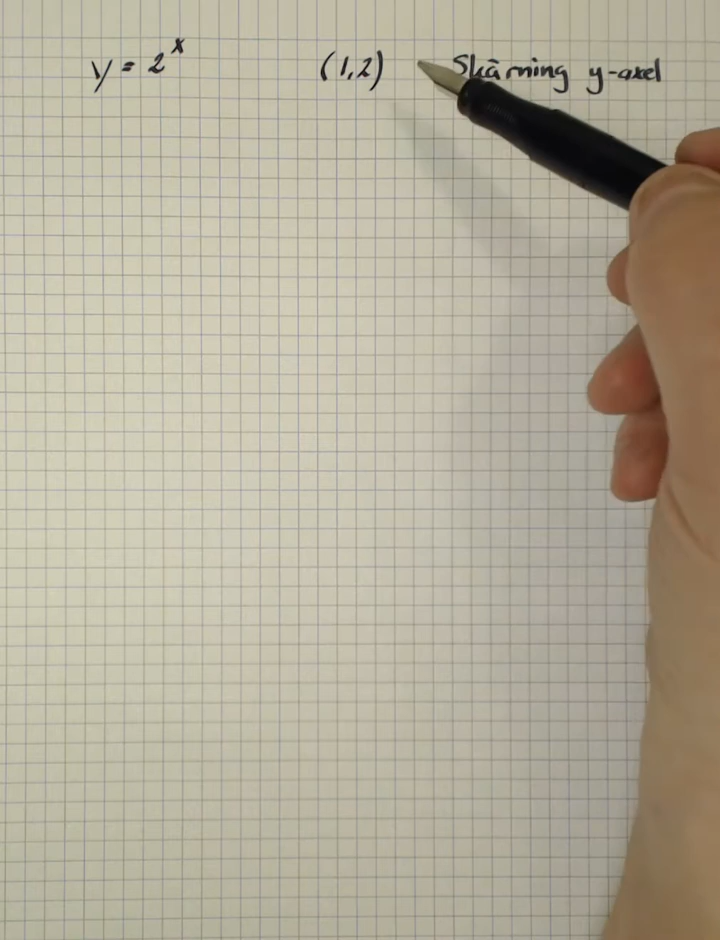 y = 2^x (1,2) Skärning y-axel